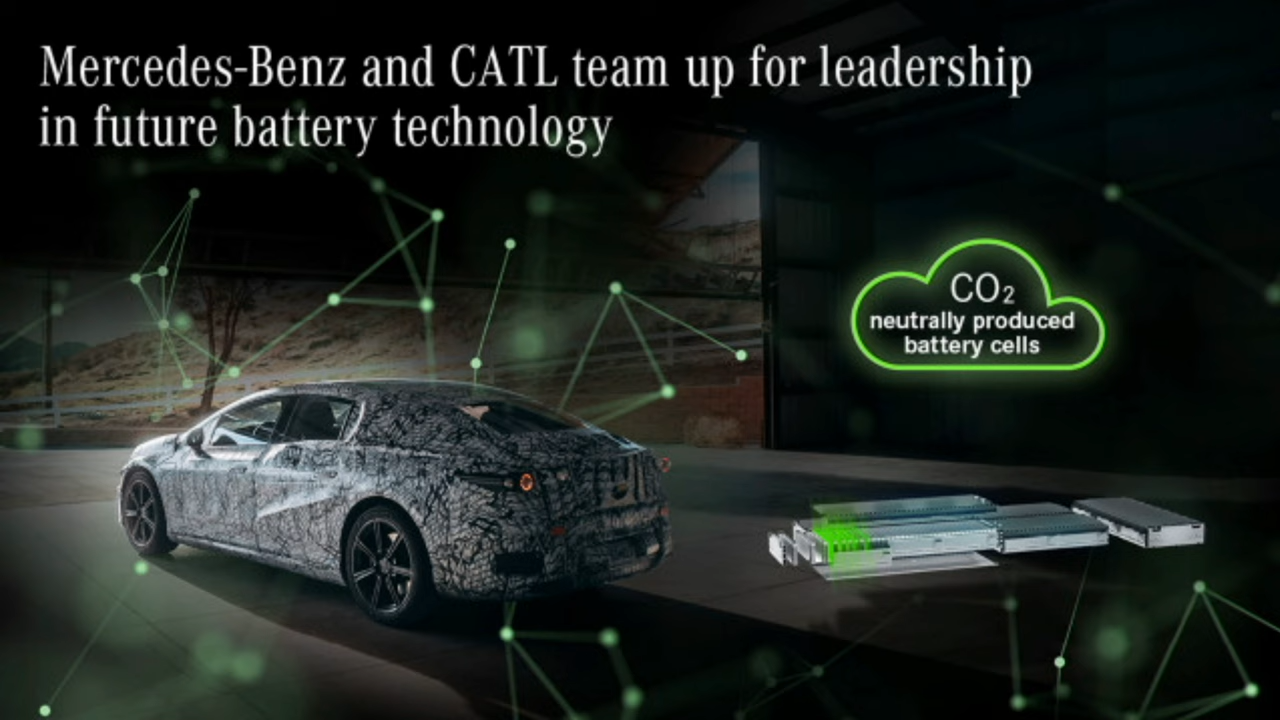 Mercedes-Benz and CATL team up for leadership
in future battery technology
CO₂
neutrally produced
battery cells